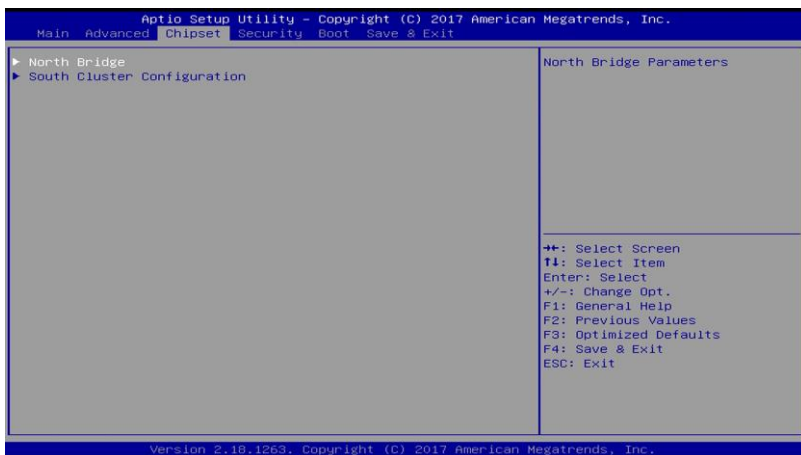 Aptio Setup Utility – Copyright (C) 2017 American Megatrends, Inc.
Main Advanced Chipset Security Boot Save & Exit
► North Bridge
► South Cluster Configuration
North Bridge Parameters
→←: Select Screen
↑↓: Select Item
Enter: Select
+/-: Change Opt.
F1: General Help
F2: Previous Values
F3: Optimized Defaults
F4: Save & Exit
ESC: Exit
Version 2.18.1263. Copyright (C) 2017 American Megatrends, Inc.